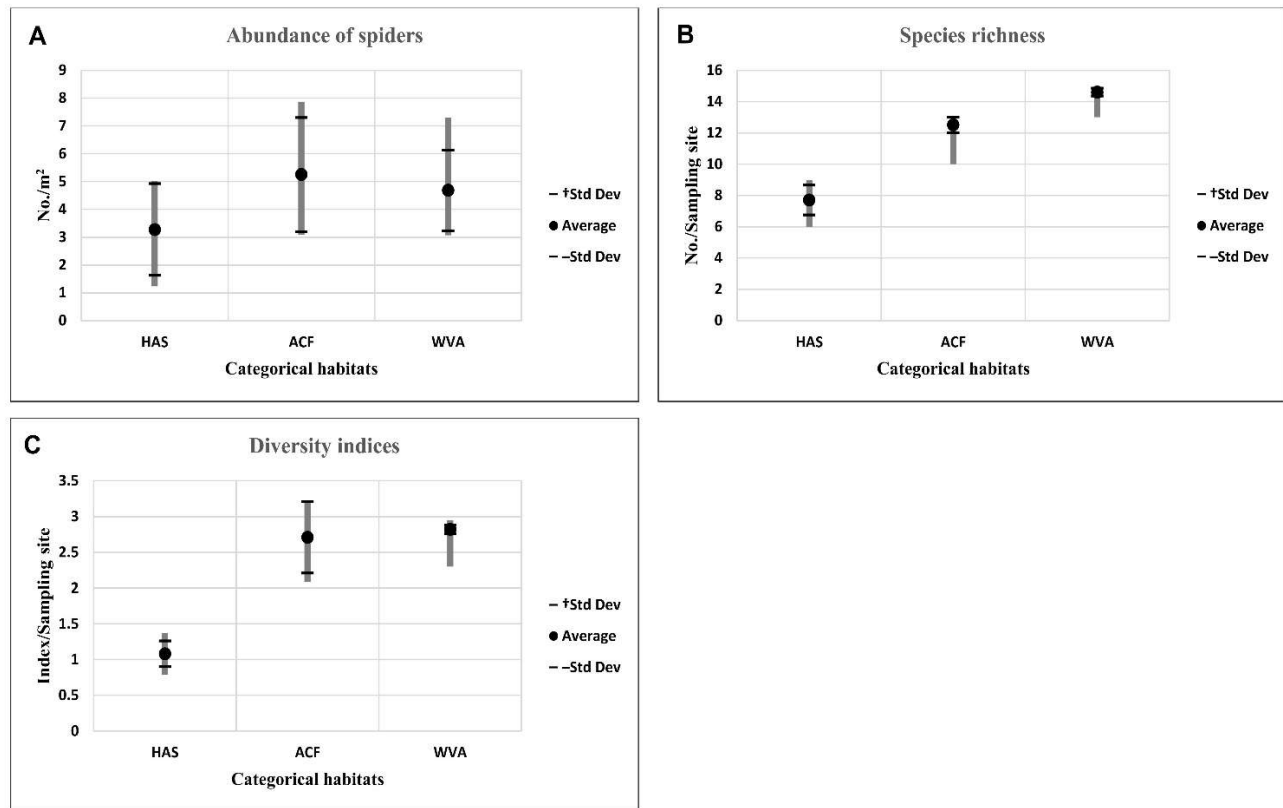 A
Abundance of spiders
9
8
7
6
5
4
3
2
1
0
No./m²
HAS ACF WVA
Categorical habitats
†Std Dev
Average
–Std Dev
B
Species richness
16
14
12
10
8
6
4
2
0
No./Sampling site
HAS ACF WVA
Categorical habitats
†Std Dev
Average
–Std Dev
C
Diversity indices
3.5
3
2.5
2
1.5
1
0.5
0
Index/Sampling site
HAS ACF WVA
Categorical habitats
†Std Dev
Average
–Std Dev